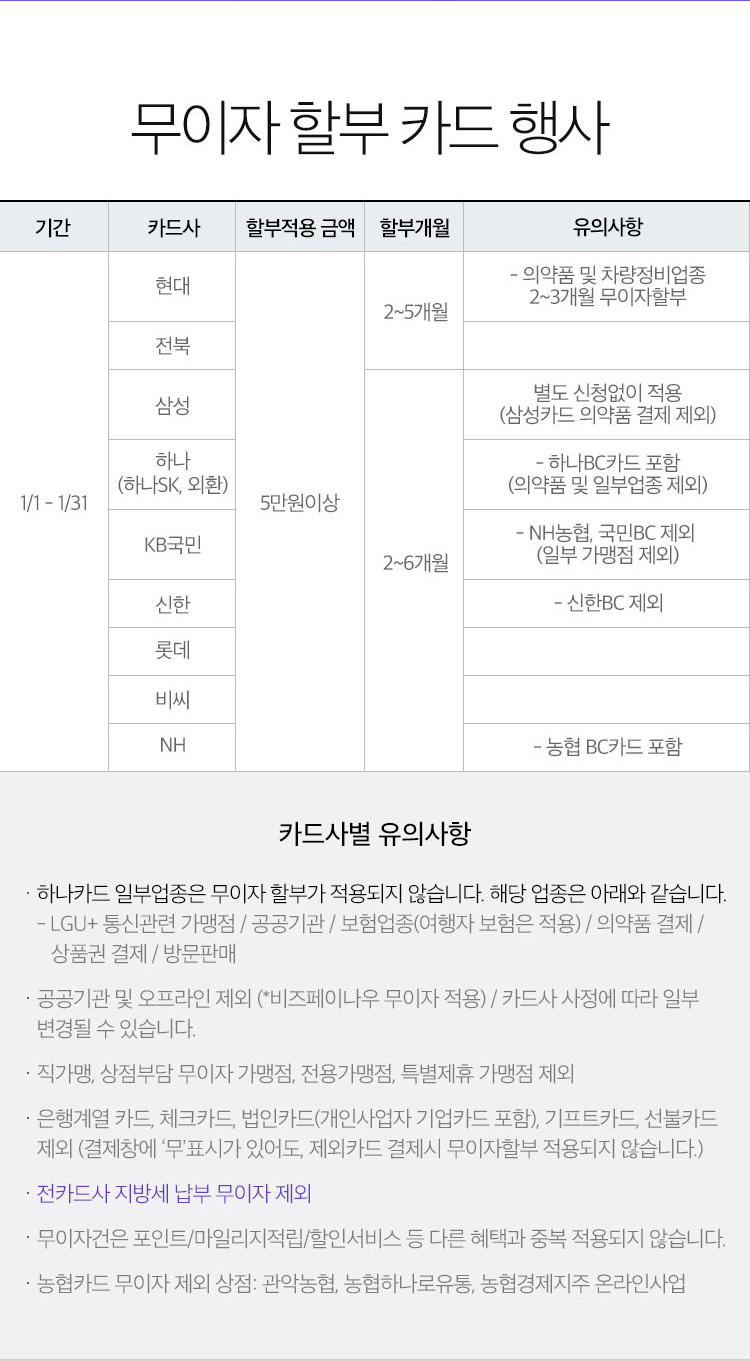 무이자 할부 카드 행사
기간 카드사 할부적용 금액 할부개월 유의사항
현대
- 의약품 및 차량정비업종
2~3개월 무이자할부
2~5개월
전북
삼성
별도 신청없이 적용
(삼성카드 의약품 결제 제외)
하나
(하나SK, 외환)
- 하나BC카드 포함
(의약품 및 일부업종 제외)
1/1 - 1/31
5만원이상
KB국민
- NH농협, 국민BC 제외
(일부 가맹점 제외)
2~6개월
신한
- 신한BC 제외
롯데
비씨
NH
- 농협 BC카드 포함
카드사별 유의사항
· 하나카드 일부업종은 무이자 할부가 적용되지 않습니다. 해당 업종은 아래와 같습니다.
- LGU+ 통신관련 가맹점 / 공공기관 / 보험업종(여행자 보험은 적용) / 의약품 결제 /
상품권 결제 / 방문판매
· 공공기관 및 오프라인 제외 (*비즈페이나우 무이자 적용) / 카드사 사정에 따라 일부
변경될 수 있습니다.
· 직가맹, 상점부담 무이자 가맹점, 전용가맹점, 특별제휴 가맹점 제외
· 은행계열 카드, 체크카드, 법인카드(개인사업자 기업카드 포함), 기프트카드, 선불카드
제외 (결제창에 ‘무’표시가 있어도, 제외카드 결제시 무이자할부 적용되지 않습니다.)
· 전카드사 지방세 납부 무이자 제외
· 무이자건은 포인트/마일리지적립/할인서비스 등 다른 혜택과 중복 적용되지 않습니다.
· 농협카드 무이자 제외 상점: 관악농협, 농협하나로유통, 농협경제지주 온라인사업